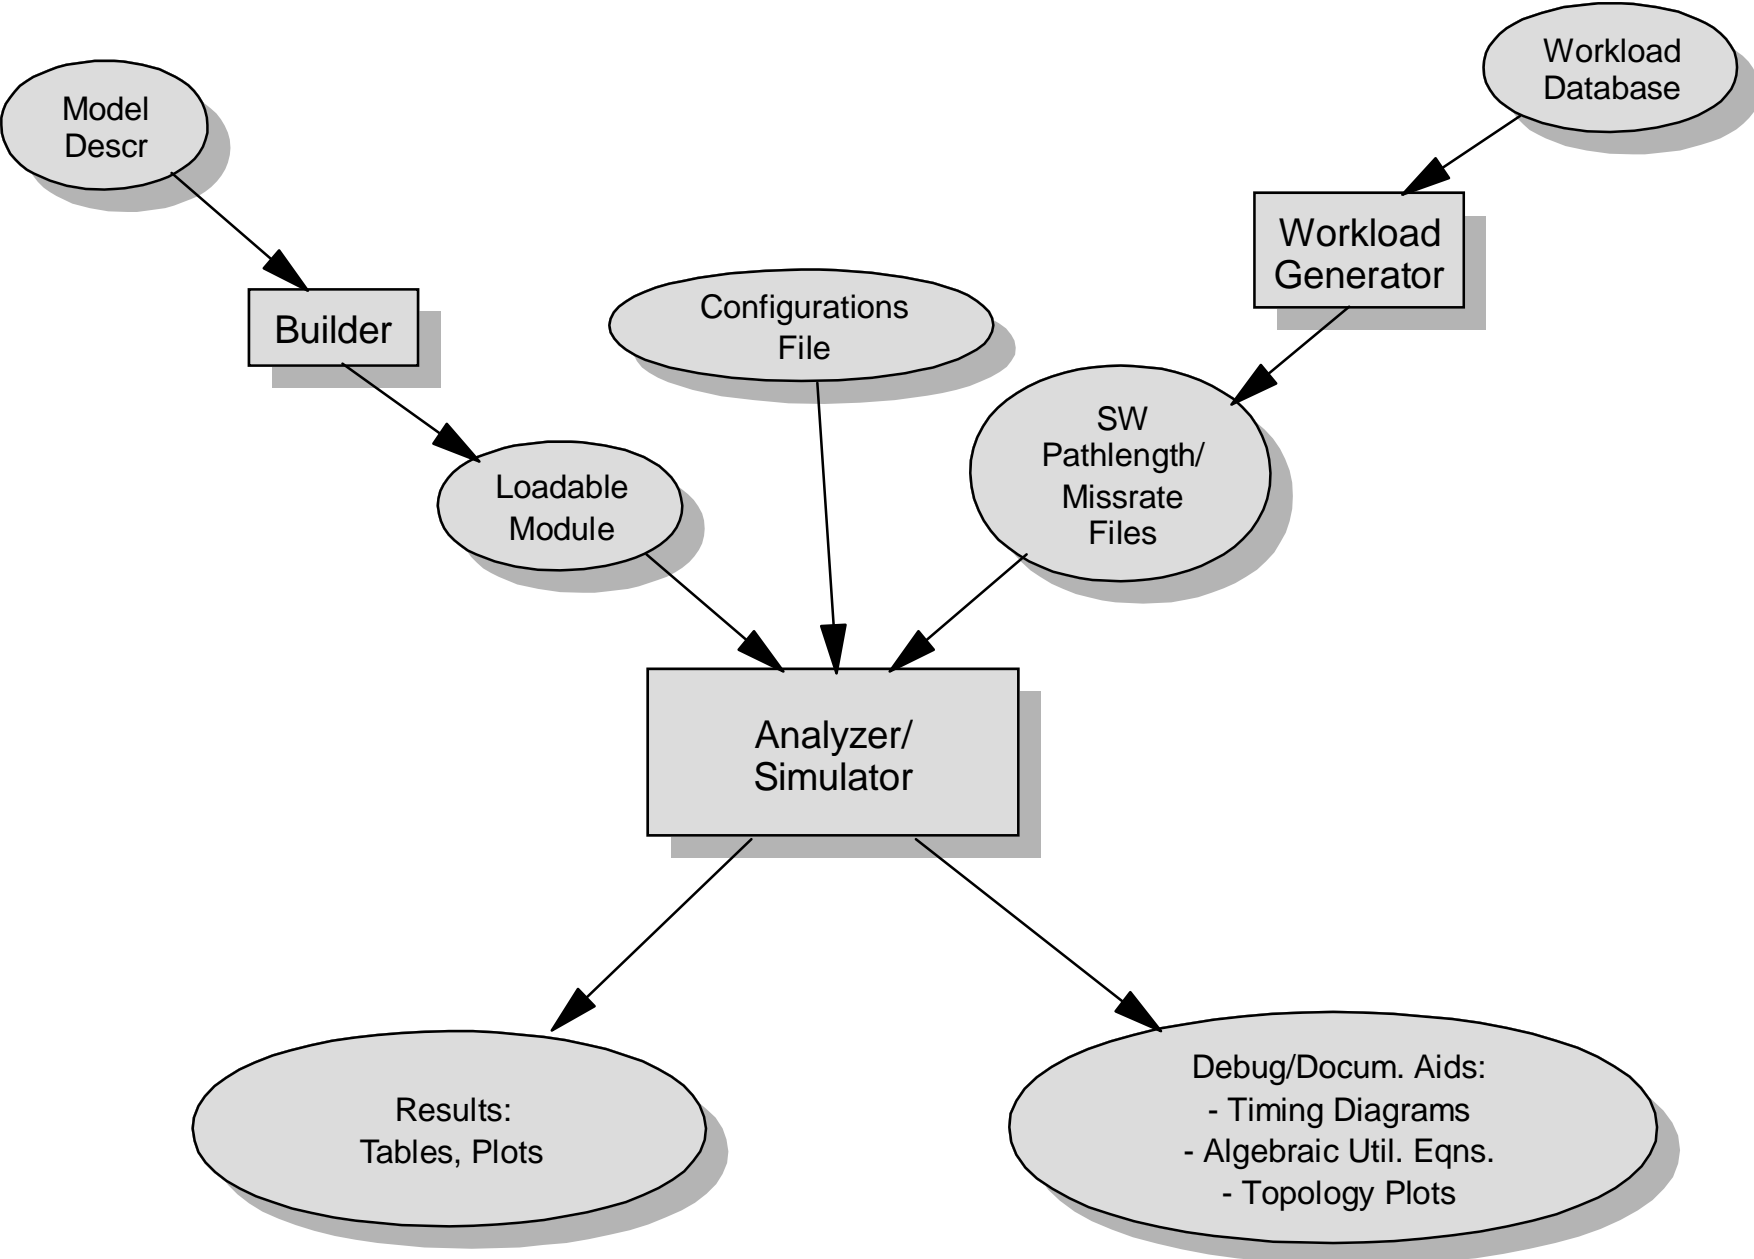 Model
Descr
Workload
Database
Builder
Configurations
File
Workload
Generator
Loadable
Module
SW
Pathlength/
Missrate
Files
Analyzer/
Simulator
Results:
Tables, Plots
Debug/Docum. Aids:
- Timing Diagrams
- Algebraic Util. Eqns.
- Topology Plots